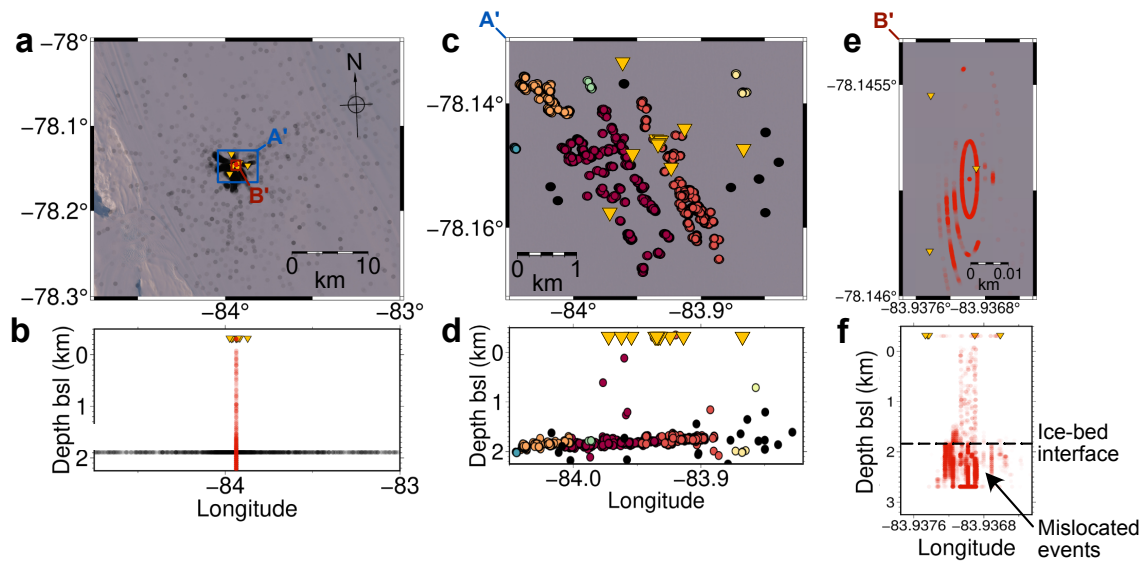 a
−78°
−78.1°
−78.2°
−78.3°
N
A'
B'
0 10
km
−84°
−83°
b
0
1
2
Depth bsl (km)
−84
−83
Longitude
A'
c
−78.14°
−78.16°
0 1
km
−84°
−83.9°
d
0
1
2
Depth bsl (km)
−84.0
−83.9
Longitude
B'
e
−78.1455°
−78.146°
0 0.01
km
−83.9376°
−83.9368°
f
0
1
2
3
Depth bsl (km)
−83.9376
−83.9368
Longitude
Ice-bed
interface
Mislocated
events